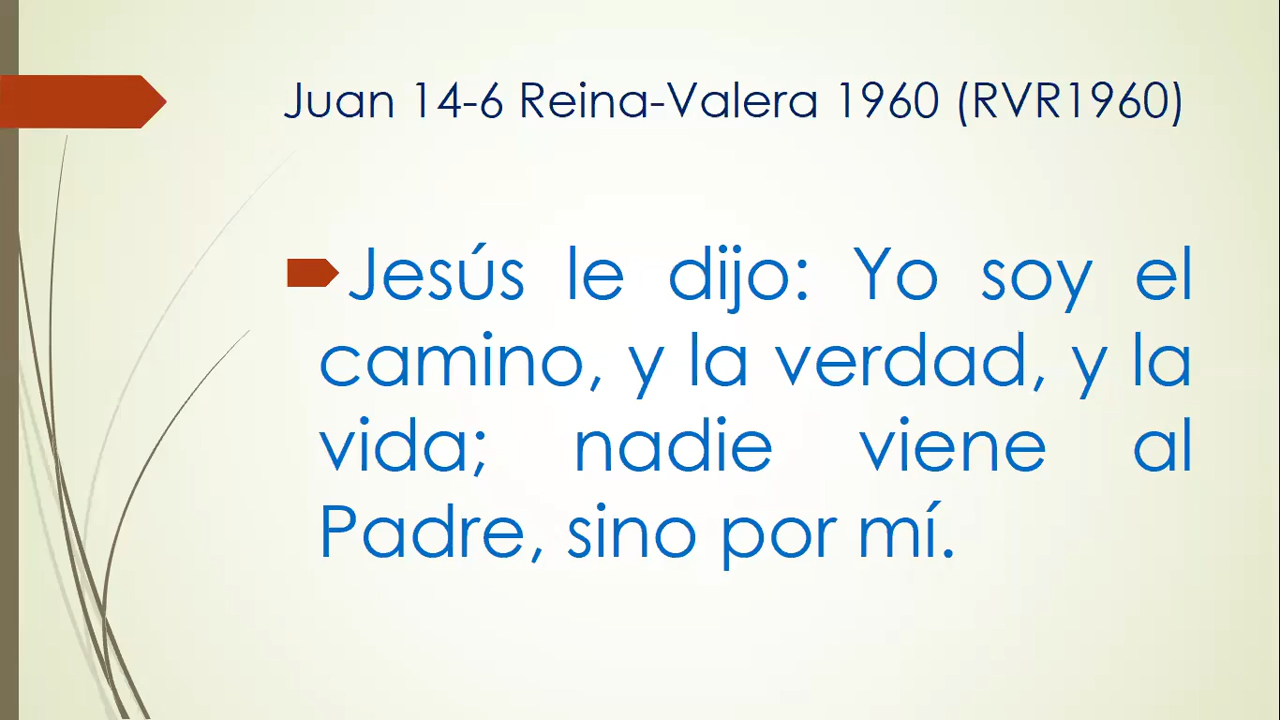 Juan 14-6 Reina-Valera 1960 (RVR1960)
Jesús le dijo: Yo soy el
camino, y la verdad, y la
vida; nadie viene al
Padre, sino por mí.